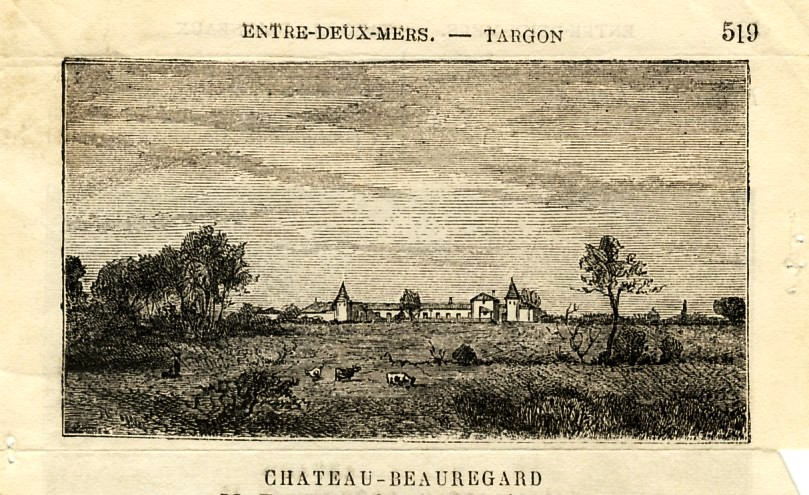 ENTRE-DEUX-MERS. — TARGON 519
CHATEAU-BEAUREGARD